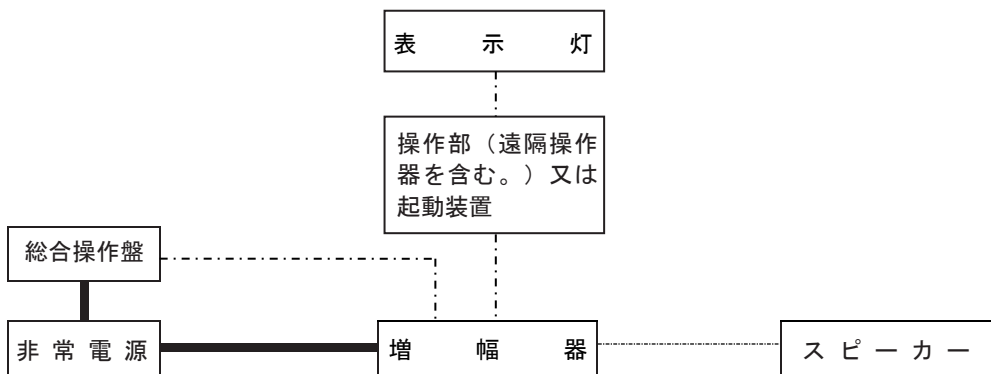 表示灯
操作部（遠隔操作
器を含む。）又は
起動装置
総合操作盤
非常電源
増幅器
スピーカー